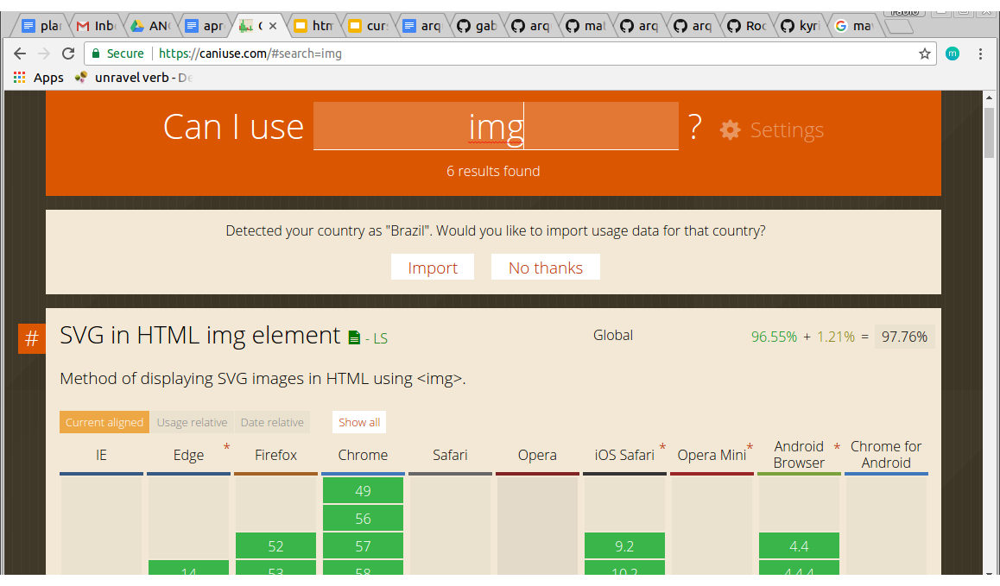 plar Inb AN apr ( × htm cur arq gab arq mat arq arq Roc kyri mav
Secure https://caniuse.com/#search=img
Apps unravel verb - De
Can I use img ? Settings
6 results found
Detected your country as "Brazil". Would you like to import usage data for that country?
Import No thanks
# SVG in HTML img element - LS Global 96.55% + 1.21% = 97.76%
Method of displaying SVG images in HTML using <img>.
Current aligned Usage relative Date relative Show all
IE Edge * Firefox Chrome Safari Opera iOS Safari * Opera Mini * Android Browser * Chrome for Android
49
56
52 57 9.2 4.4
14 53 58 10.2 4.4.4